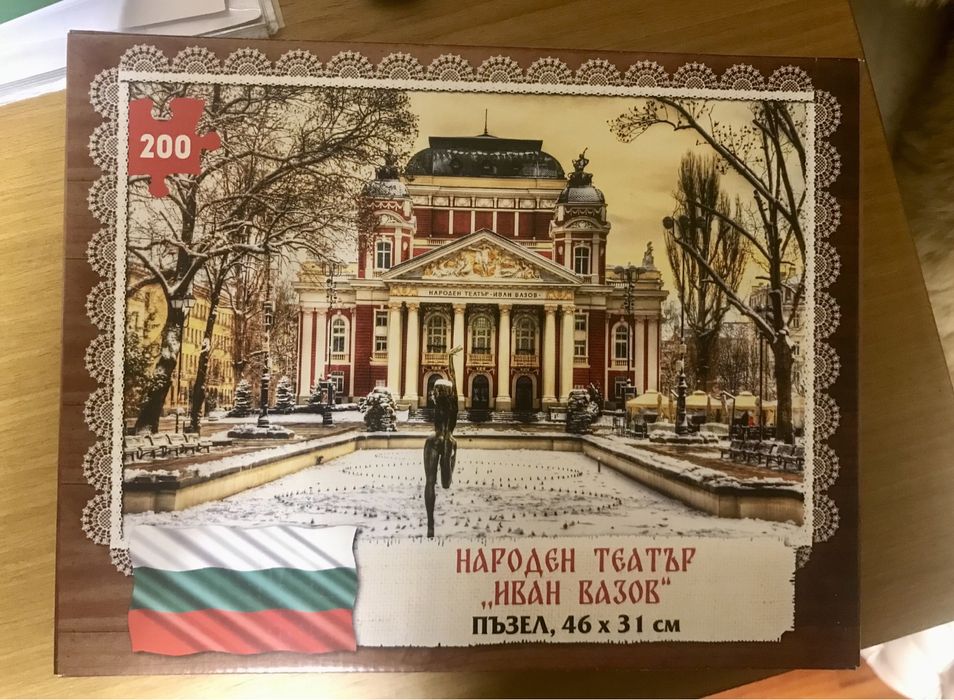 200
НАРОДЕН ТЕАТЪР ·ИВАН ВАЗОВ·
НАРОДЕН ТЕАТЪР
„ИВАН ВАЗОВ“
ПЪЗЕЛ, 46 х 31 см